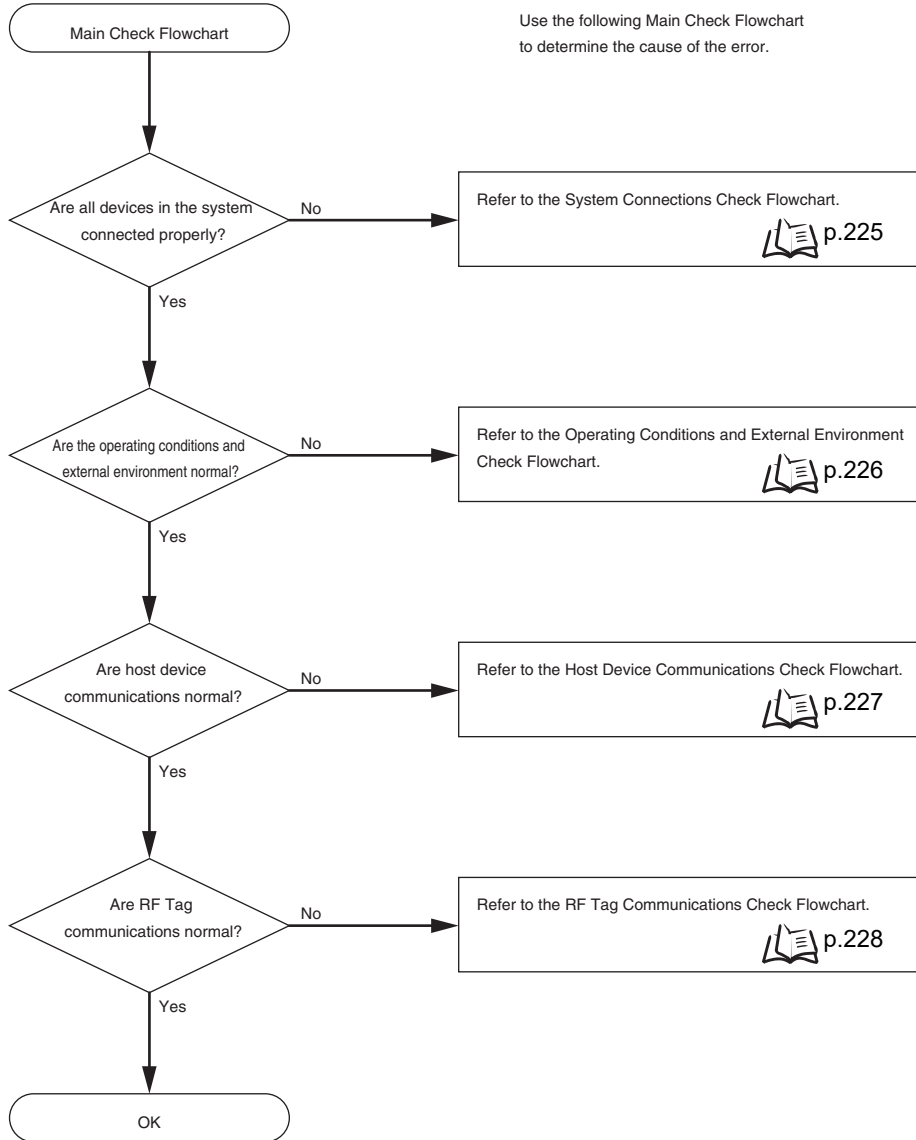 Main Check Flowchart
Use the following Main Check Flowchart
to determine the cause of the error.
Are all devices in the system
connected properly?
No
Refer to the System Connections Check Flowchart.
p.225
Yes
Are the operating conditions and
external environment normal?
No
Refer to the Operating Conditions and External Environment
Check Flowchart.
p.226
Yes
Are host device
communications normal?
No
Refer to the Host Device Communications Check Flowchart.
p.227
Yes
Are RF Tag
communications normal?
No
Refer to the RF Tag Communications Check Flowchart.
p.228
Yes
OK